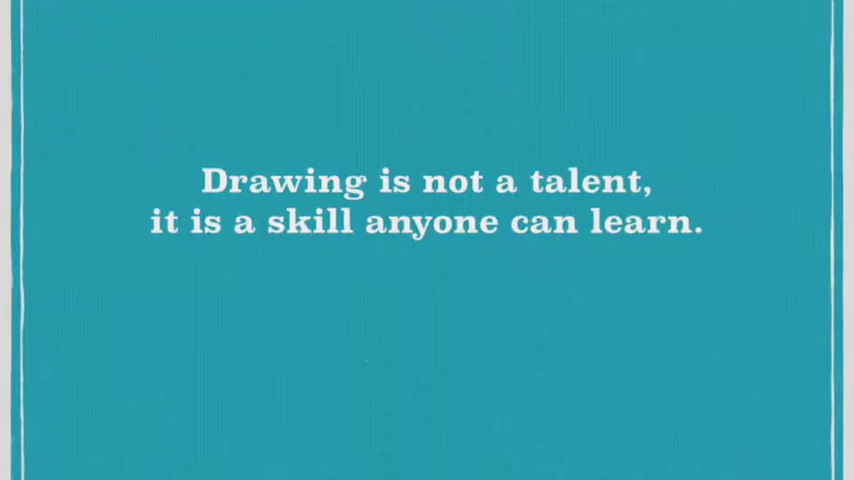 Drawing is not a talent,
it is a skill anyone can learn.